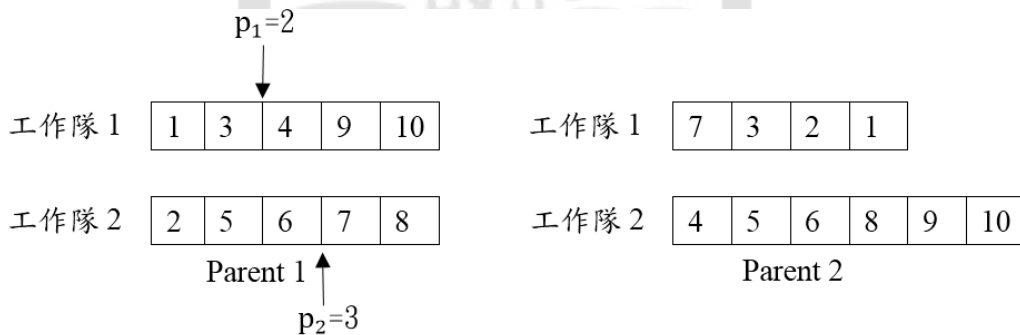 p₁=2
工作隊 1 1 3 4 9 10 工作隊 1 7 3 2 1
工作隊 2 2 5 6 7 8 工作隊 2 4 5 6 8 9 10
Parent 1 Parent 2
p₂=3